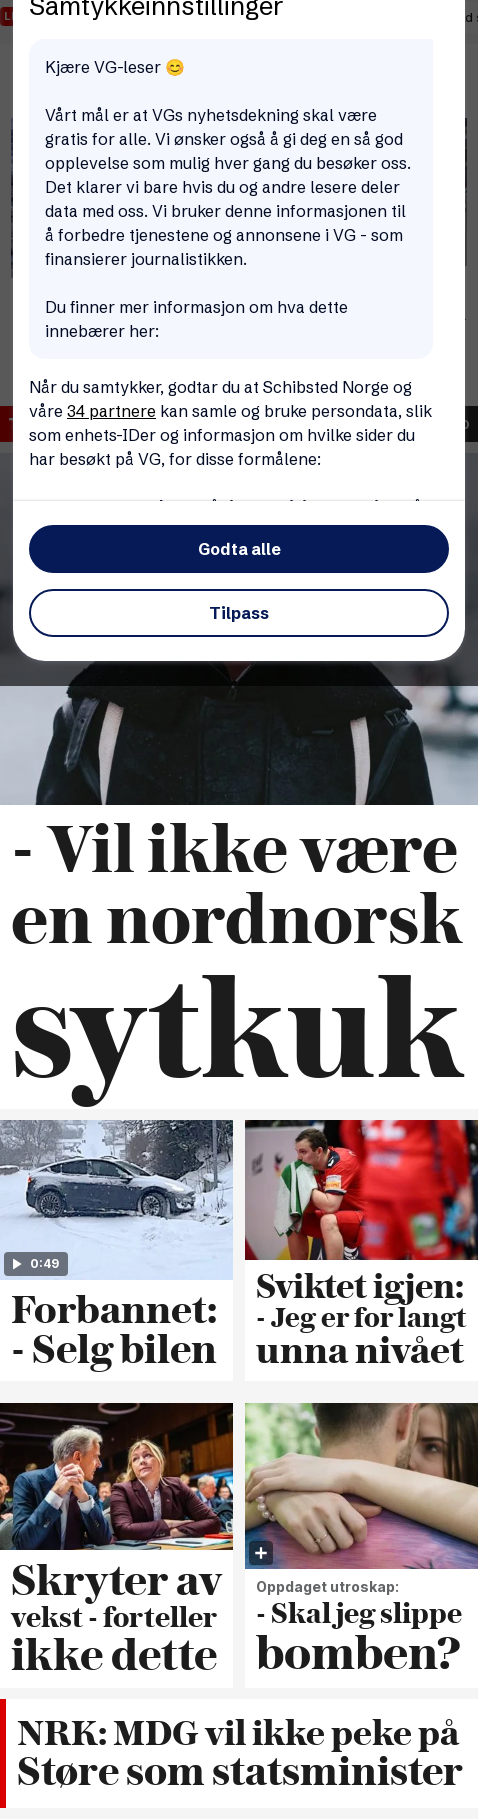 Samtykkeinnstillinger
Kjære VG-leser 😊
Vårt mål er at VGs nyhetsdekning skal være
gratis for alle. Vi ønsker også å gi deg en så god
opplevelse som mulig hver gang du besøker oss.
Det klarer vi bare hvis du og andre lesere deler
data med oss. Vi bruker denne informasjonen til
å forbedre tjenestene og annonsene i VG - som
finansierer journalistikken.
Du finner mer informasjon om hva dette
innebærer her:
Når du samtykker, godtar du at Schibsted Norge og
våre 34 partnere kan samle og bruke persondata, slik
som enhets-IDer og informasjon om hvilke sider du
har besøkt på VG, for disse formålene:
Godta alle
Tilpass
- Vil ikke være
en nordnorsk
sytkuk
0:49
Forbannet:
- Selg bilen
Sviktet igjen:
- Jeg er for langt
unna nivået
Skryter av
vekst - forteller
ikke dette
Oppdaget utroskap:
- Skal jeg slippe
bomben?
NRK: MDG vil ikke peke på
Støre som statsminister